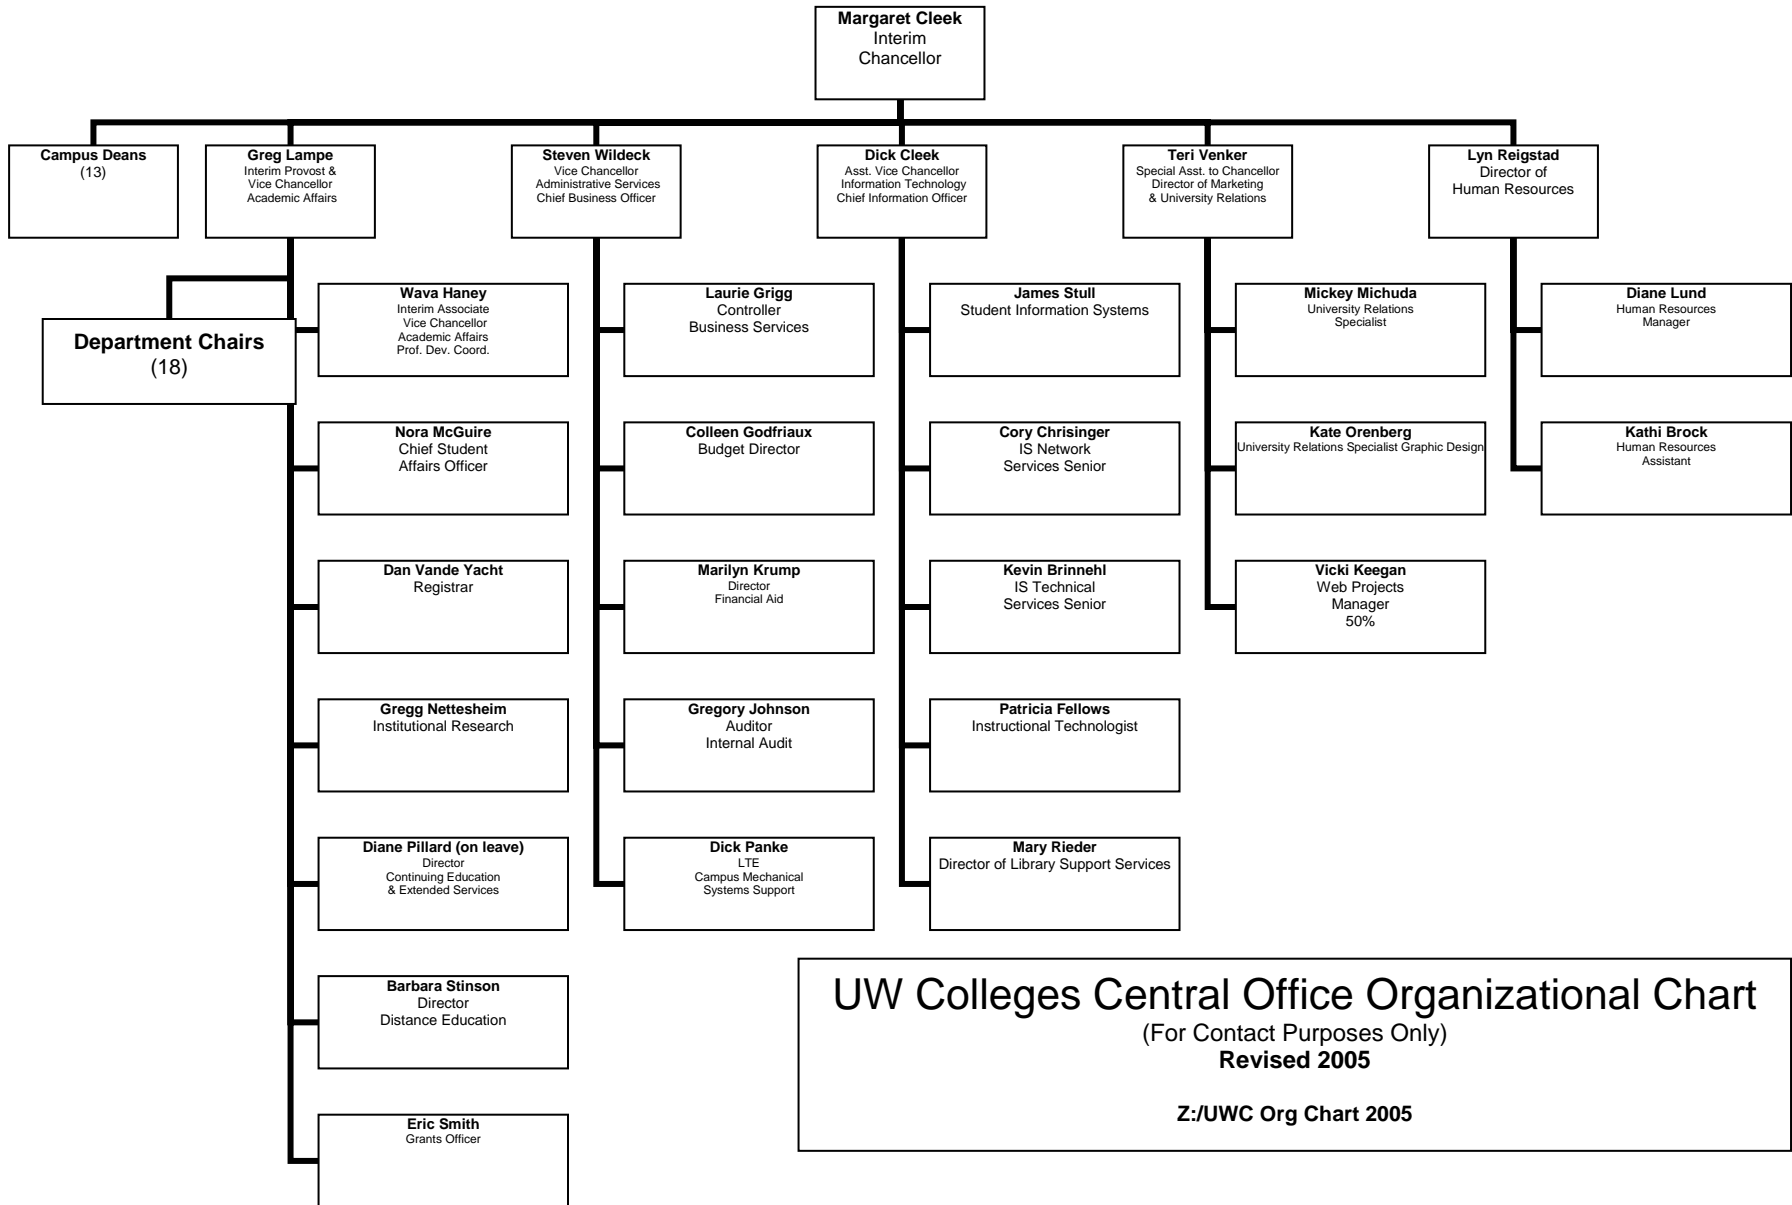 Margaret Cleek
Interim
Chancellor
Campus Deans
(13)
Greg Lampe
Interim Provost &
Vice Chancellor
Academic Affairs
Steven Wildeck
Vice Chancellor
Administrative Services
Chief Business Officer
Dick Cleek
Asst. Vice Chancellor
Information Technology
Chief Information Officer
Teri Venker
Special Asst. to Chancellor
Director of Marketing
& University Relations
Lyn Reigstad
Director of
Human Resources
Department Chairs
(18)
Wava Haney
Interim Associate
Vice Chancellor
Academic Affairs
Prof. Dev. Coord.
Nora McGuire
Chief Student
Affairs Officer
Dan Vande Yacht
Registrar
Gregg Nettesheim
Institutional Research
Diane Pillard (on leave)
Director
Continuing Education
& Extended Services
Barbara Stinson
Director
Distance Education
Eric Smith
Grants Officer
Laurie Grigg
Controller
Business Services
Colleen Godfriaux
Budget Director
Marilyn Krump
Director
Financial Aid
Gregory Johnson
Auditor
Internal Audit
Dick Panke
LTE
Campus Mechanical
Systems Support
James Stull
Student Information Systems
Cory Chrisinger
IS Network
Services Senior
Kevin Brinnehl
IS Technical
Services Senior
Patricia Fellows
Instructional Technologist
Mary Rieder
Director of Library Support Services
Mickey Michuda
University Relations
Specialist
Kate Orenberg
University Relations Specialist Graphic Design
Vicki Keegan
Web Projects
Manager
50%
Diane Lund
Human Resources
Manager
Kathi Brock
Human Resources
Assistant
UW Colleges Central Office Organizational Chart
(For Contact Purposes Only)
Revised 2005
Z:/UWC Org Chart 2005